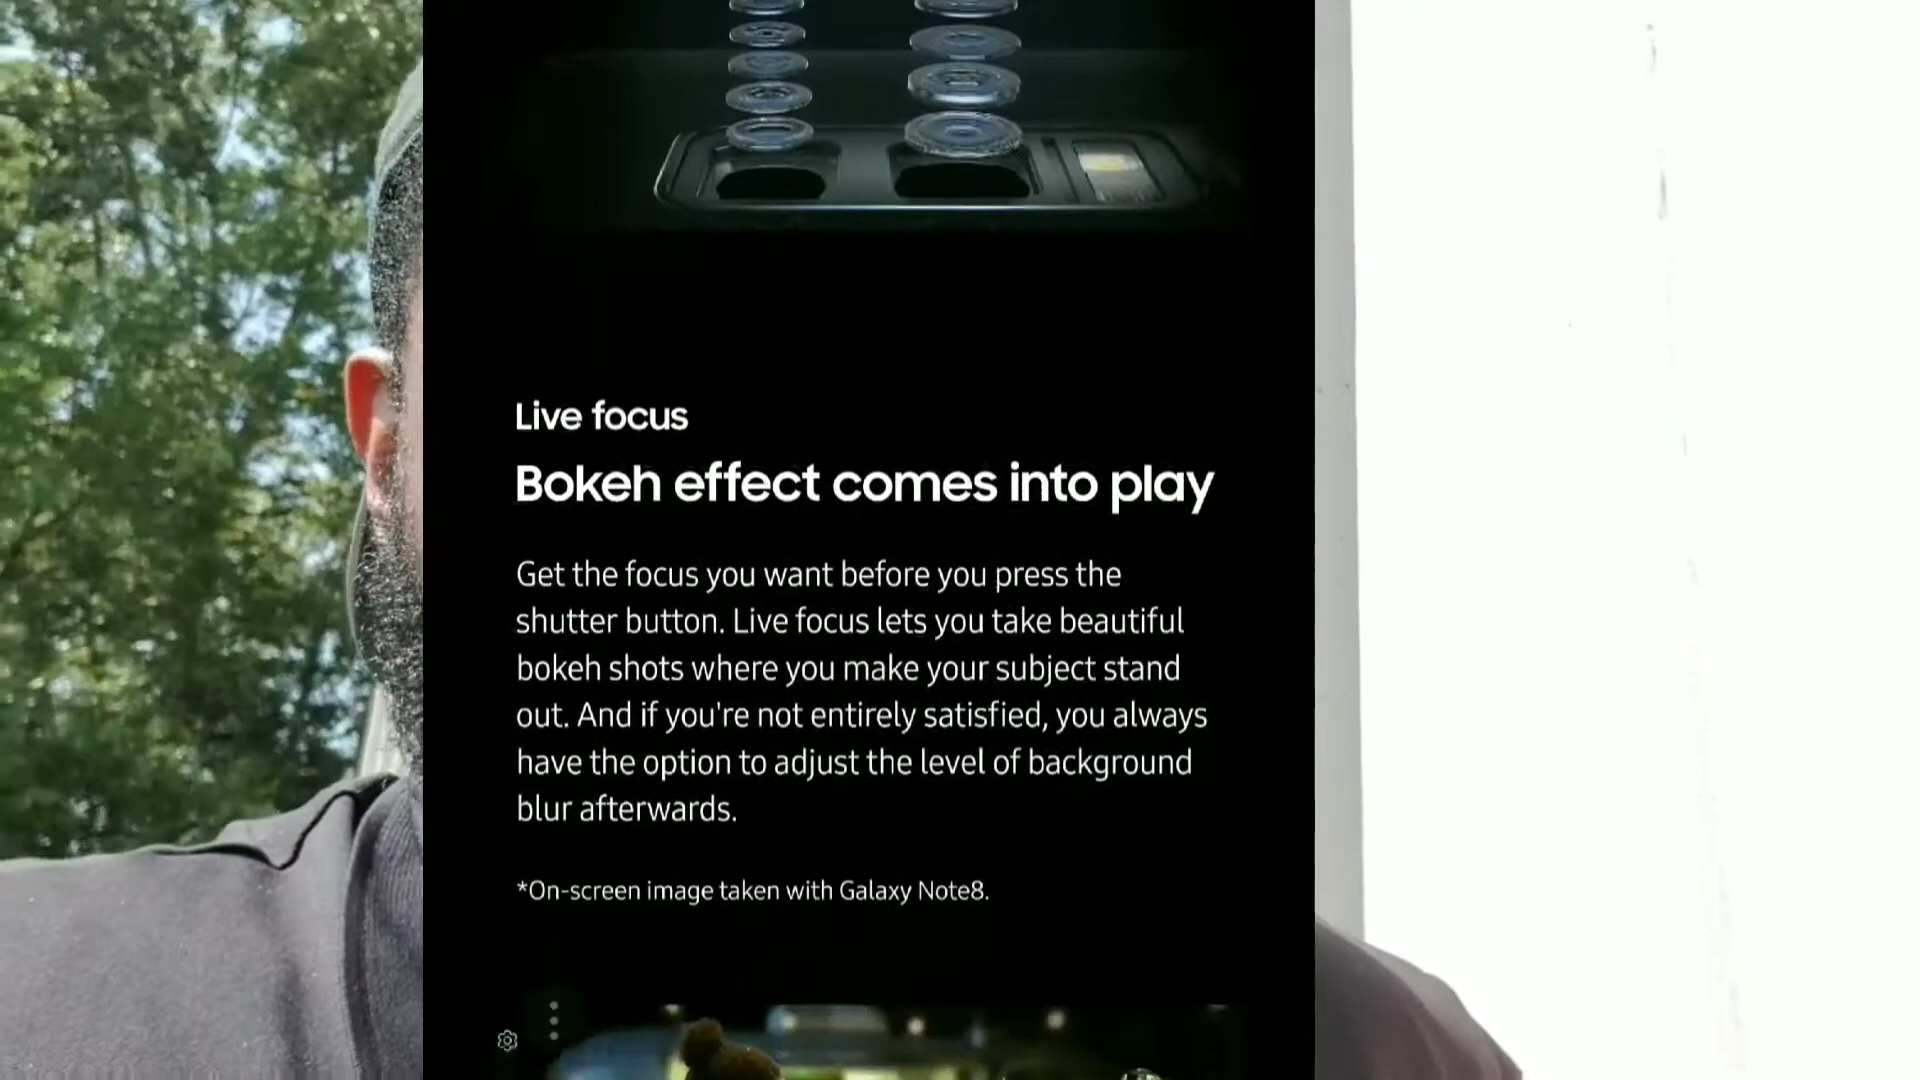 Live focus
Bokeh effect comes into play
Get the focus you want before you press the
shutter button. Live focus lets you take beautiful
bokeh shots where you make your subject stand
out. And if you're not entirely satisfied, you always
have the option to adjust the level of background
blur afterwards.
*On-screen image taken with Galaxy Note8.